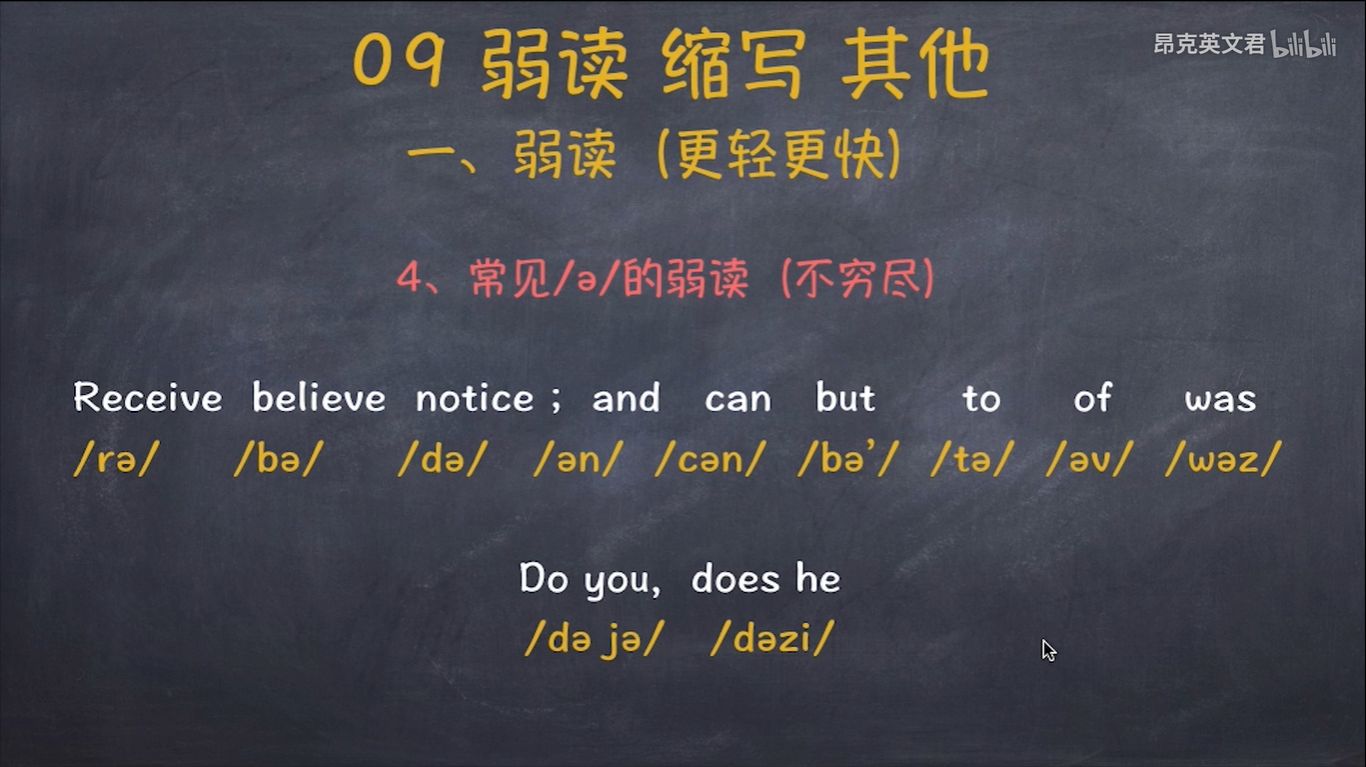 昂克英文君 bilibili
09 弱读 缩写 其他
一、弱读（更轻更快）
4、常见/ə/的弱读（不穷尽）
Receive believe notice ; and can but to of was
/rə/ /bə/ /də/ /ən/ /cən/ /bə’/ /tə/ /əv/ /wəz/
Do you, does he
/də jə/ /dəzi/